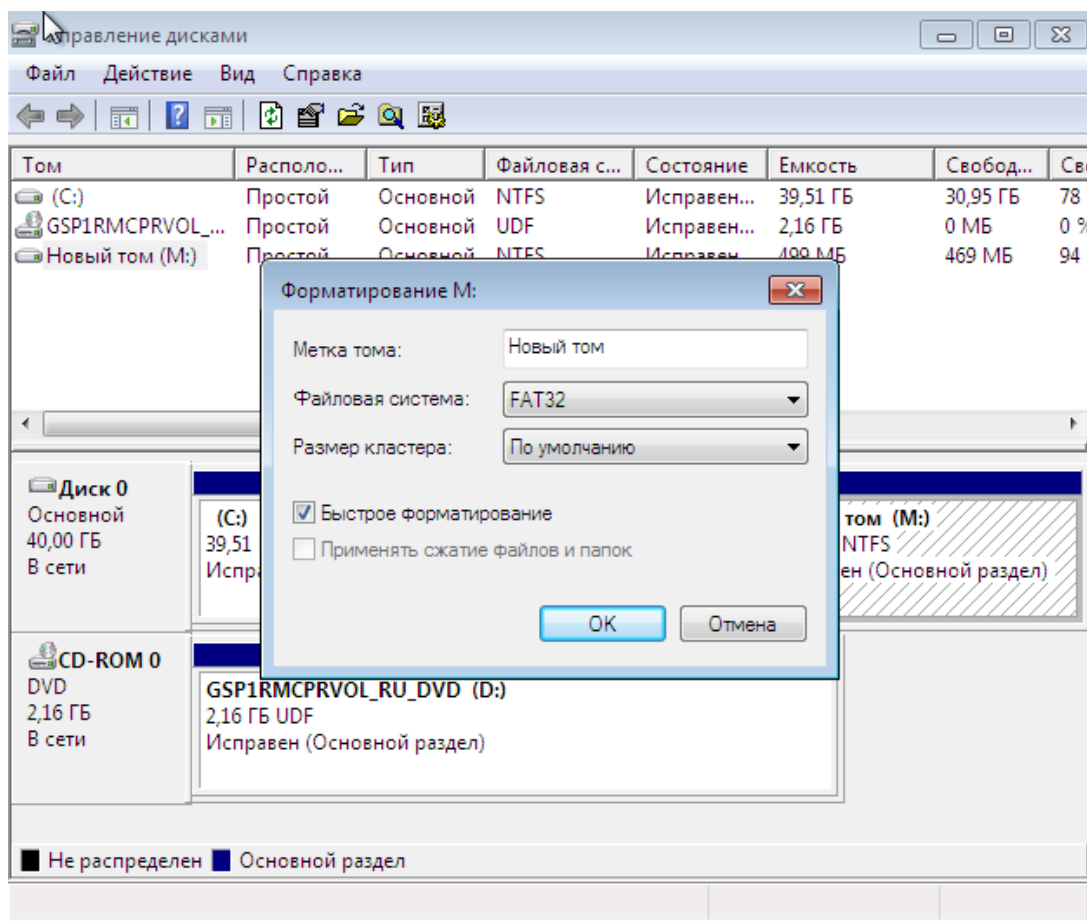 Управление дисками
Файл Действие Вид Справка
Том Располо... Тип Файловая с... Состояние Емкость Свобод...
(C:) Простой Основной NTFS Исправен... 39,51 ГБ 30,95 ГБ 78
GSP1RMCPRVOL_... Простой Основной UDF Исправен... 2,16 ГБ 0 МБ 0 %
Новый том (M:) Простой Основной NTFS Исправен... 499 МБ 469 МБ 94
Форматирование M:
Метка тома: Новый том
Файловая система: FAT32
Размер кластера: По умолчанию
Быстрое форматирование
Применять сжатие файлов и папок
OK Отмена
Диск 0
Основной
40,00 ГБ
В сети
(C:)
39,51
том (M:)
NTFS
(Основной раздел)
CD-ROM 0
DVD
2,16 ГБ
В сети
GSP1RMCPRVOL_RU_DVD (D:)
2,16 ГБ UDF
Исправен (Основной раздел)
Не распределен Основной раздел